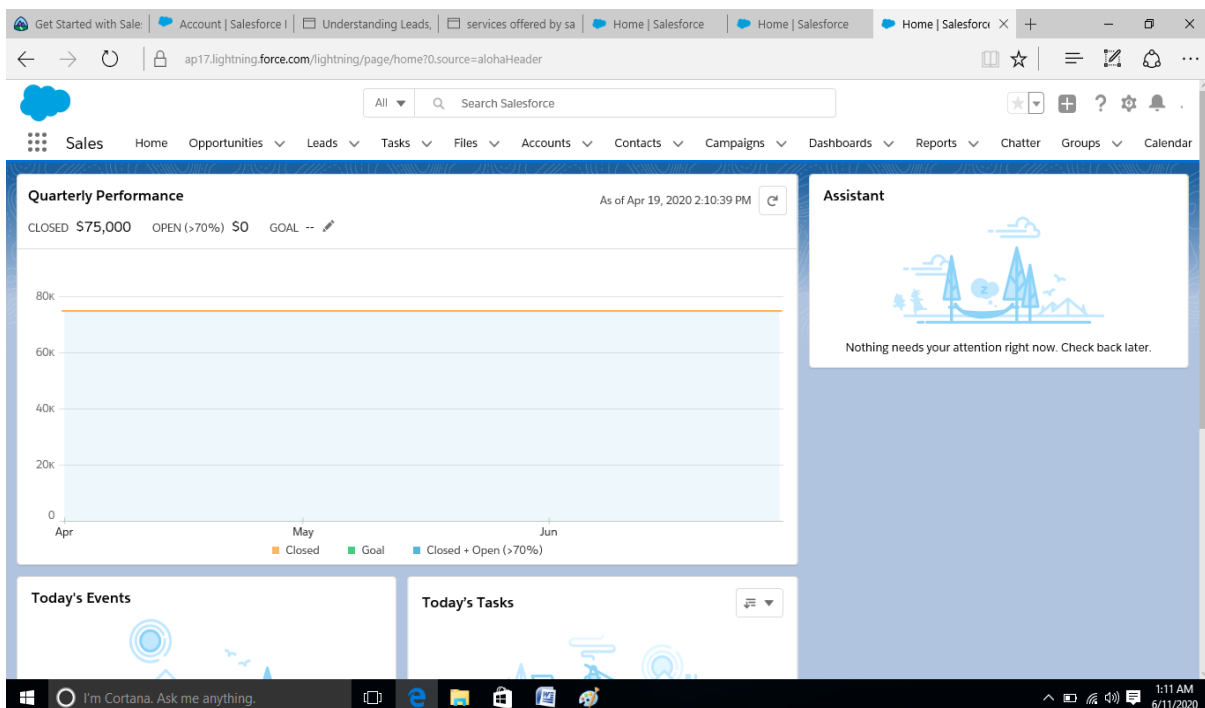 Get Started with Sale: Account | Salesforce I Understanding Leads, services offered by sa Home | Salesforce Home | Salesforce Home | Salesforce
ap17.lightning.force.com/lightning/page/home?0.source=alohaHeader
All Search Salesforce
Sales Home Opportunities Leads Tasks Files Accounts Contacts Campaigns Dashboards Reports Chatter Groups Calendar
Quarterly Performance
As of Apr 19, 2020 2:10:39 PM
CLOSED $75,000 OPEN (>70%) $0 GOAL --
80K
60K
40K
20K
0
Apr May Jun
Closed Goal Closed + Open (>70%)
Assistant
z
Nothing needs your attention right now. Check back later.
Today's Events
Today's Tasks
I'm Cortana. Ask me anything.
1:11 AM
6/11/2020